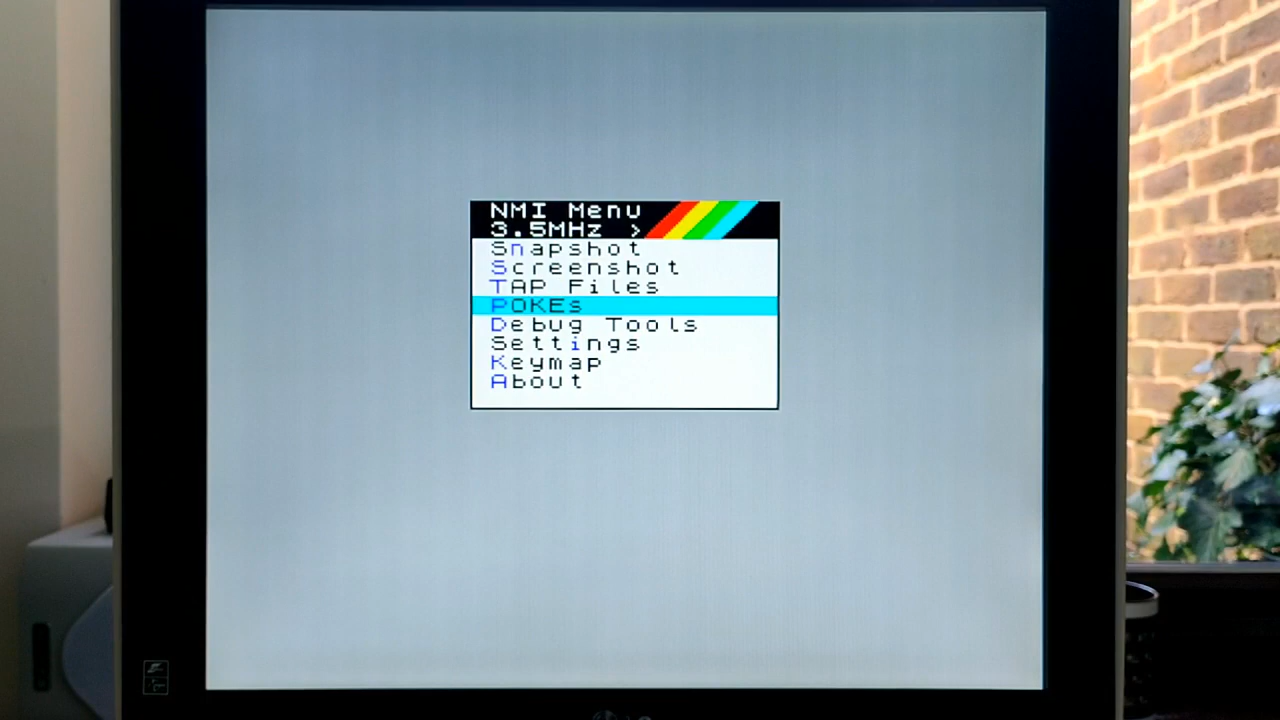 NMI Menu
3.5MHz >
Snapshot
Screenshot
TAP Files
POKEs
Debug Tools
Settings
Keymap
About